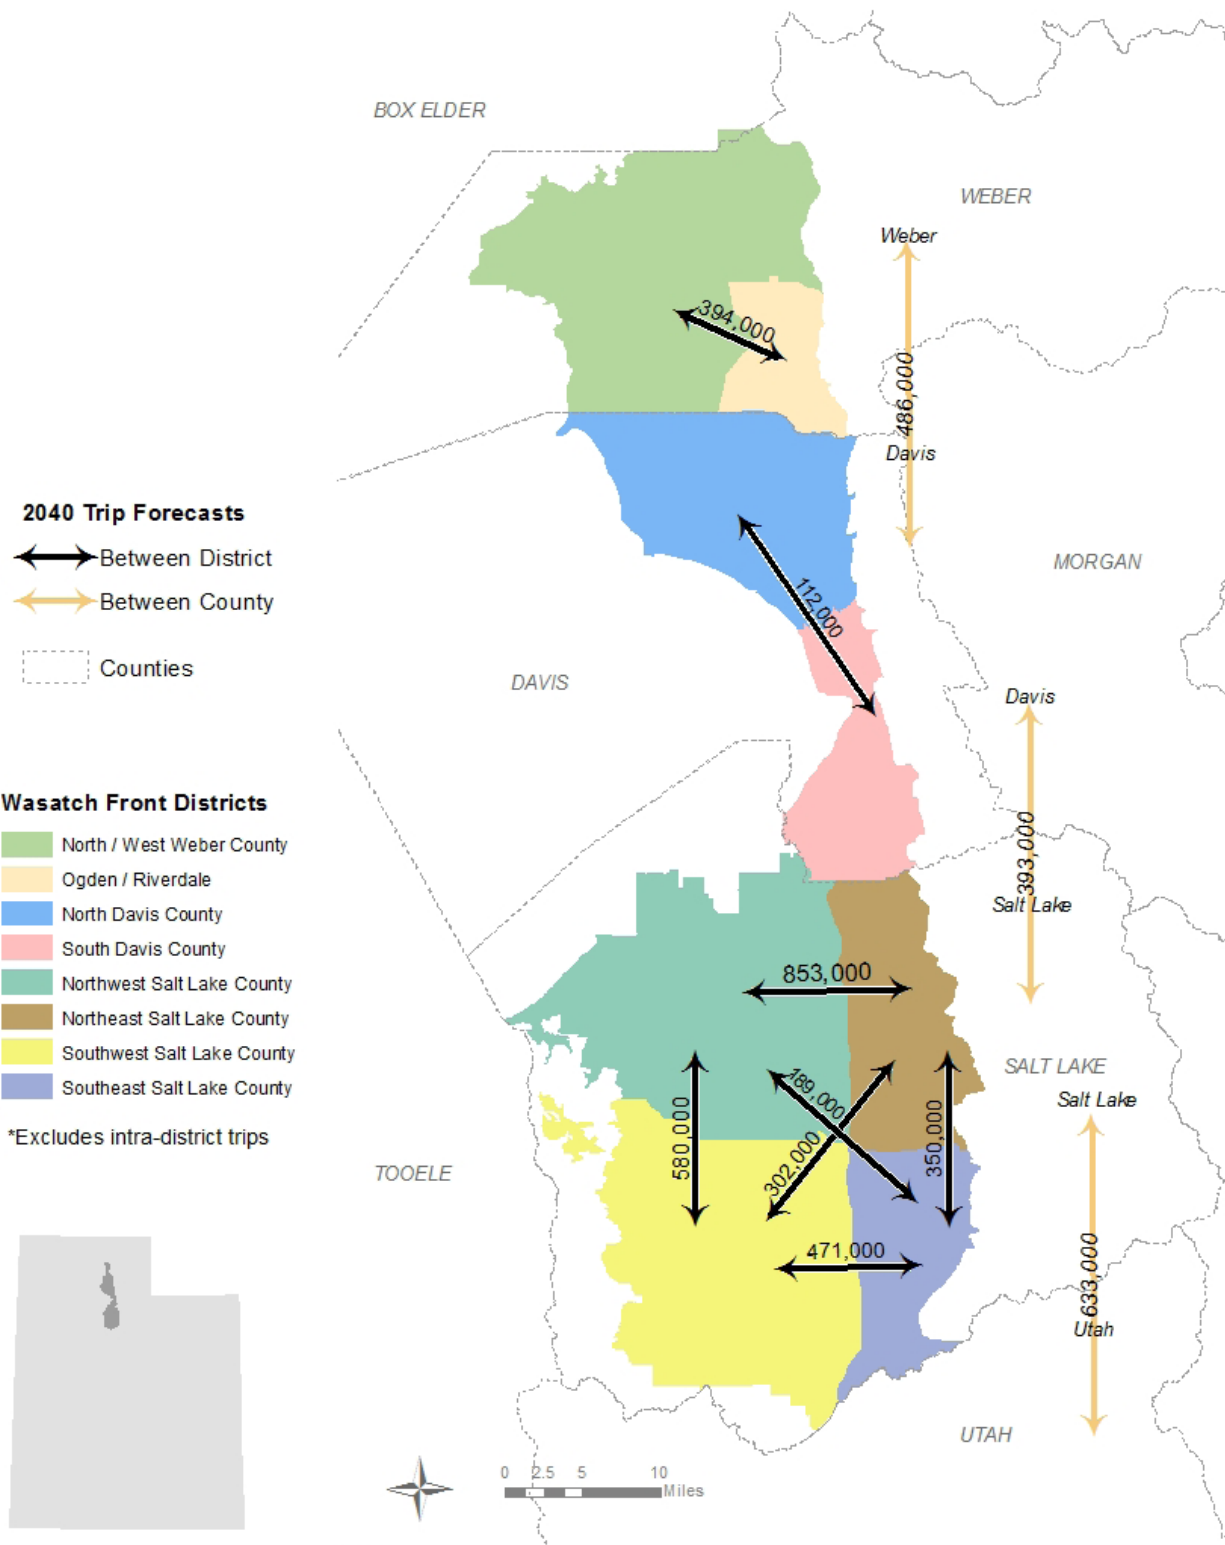 BOX ELDER
WEBER
Weber
394,000
486,000
Davis
2040 Trip Forecasts
Between District
Between County
Counties
MORGAN
112,000
DAVIS
Davis
393,000
Salt Lake
Wasatch Front Districts
North / West Weber County
Ogden / Riverdale
North Davis County
South Davis County
Northwest Salt Lake County
Northeast Salt Lake County
Southwest Salt Lake County
Southeast Salt Lake County
*Excludes intra-district trips
853,000
SALT LAKE
Salt Lake
189,000
580,000
302,000
350,000
TOOELE
471,000
633,000
Utah
UTAH
0 2.5 5 10
Miles